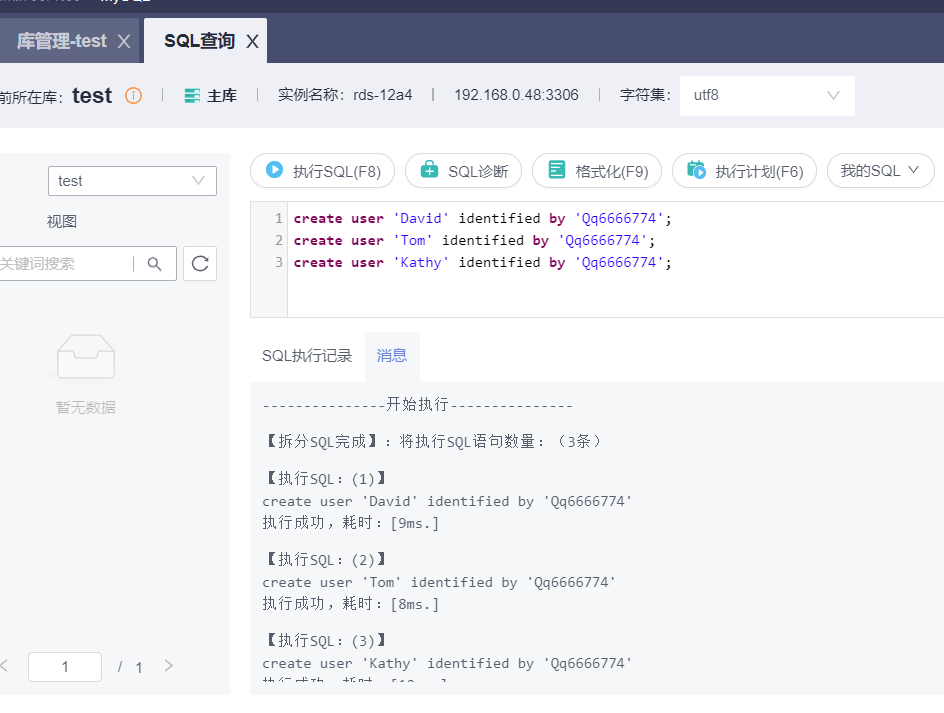 库管理-test
SQL查询
前所在库: test
主库
实例名称: rds-12a4
192.168.0.48:3306
字符集:
utf8
test
视图
关键词搜索
暂无数据
1 / 1
执行SQL(F8)
SQL诊断
格式化(F9)
执行计划(F6)
我的SQL
1 create user 'David' identified by 'Qq6666774';
2 create user 'Tom' identified by 'Qq6666774';
3 create user 'Kathy' identified by 'Qq6666774';
SQL执行记录
消息
---------------开始执行---------------
【拆分SQL完成】：将执行SQL语句数量：（3条）
【执行SQL：(1)】
create user 'David' identified by 'Qq6666774'
执行成功，耗时：[9ms.]
【执行SQL：(2)】
create user 'Tom' identified by 'Qq6666774'
执行成功，耗时：[8ms.]
【执行SQL：(3)】
create user 'Kathy' identified by 'Qq6666774'